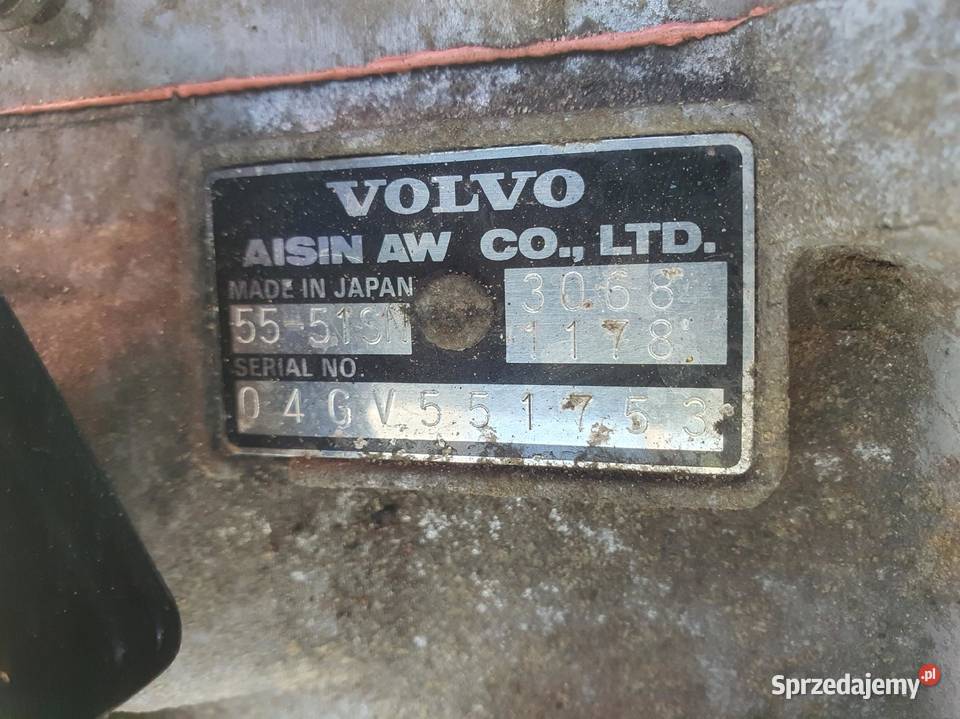 VOLVO
AISIN AW CO., LTD.
MADE IN JAPAN 3068
55-51SN 1178
SERIAL NO.
04GV551753
Sprzedajemy.pl